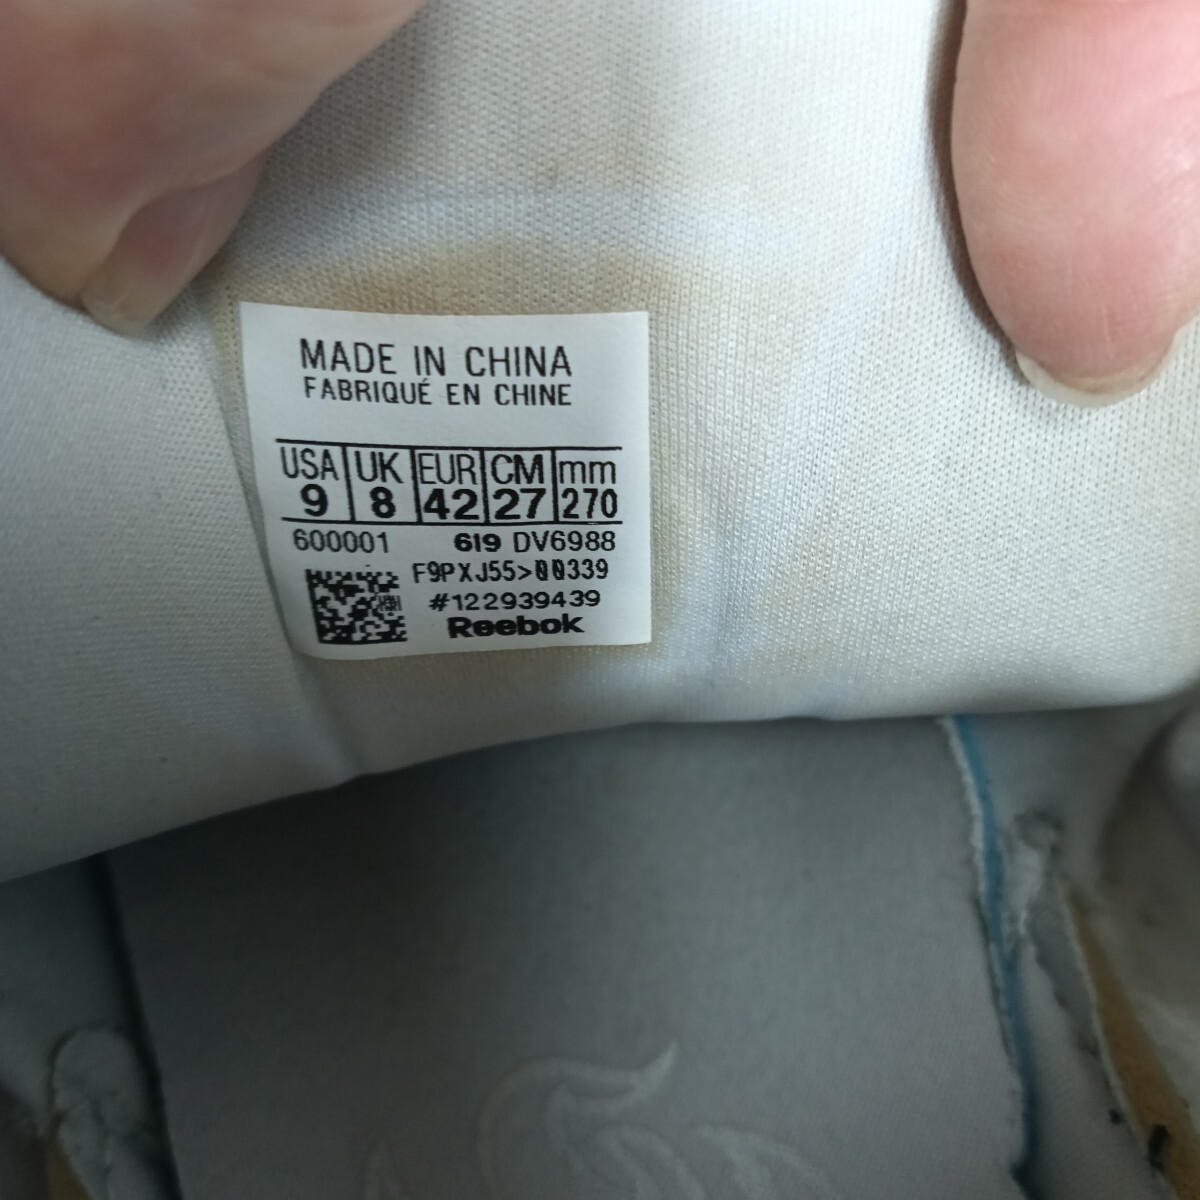 MADE IN CHINA
FABRIQUÉ EN CHINE
USA UK EUR CM mm
9 8 42 27 270
600001 619 DV6988
F9PXJ55>00339
#122939439
Reebok